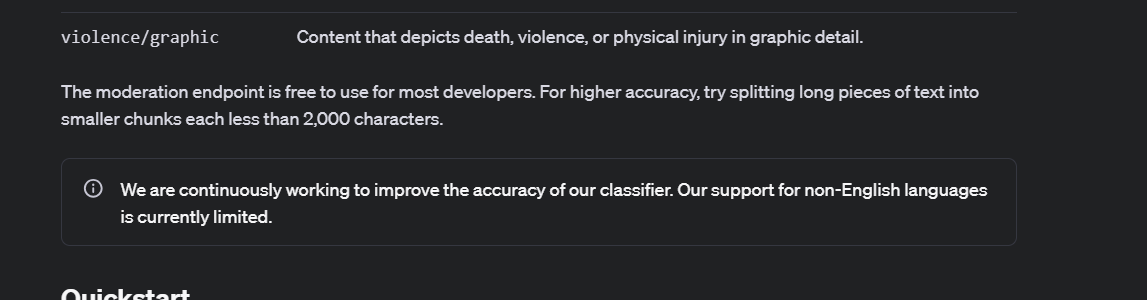 violence/graphic Content that depicts death, violence, or physical injury in graphic detail.
The moderation endpoint is free to use for most developers. For higher accuracy, try splitting long pieces of text into
smaller chunks each less than 2,000 characters.
We are continuously working to improve the accuracy of our classifier. Our support for non-English languages
is currently limited.
Quickstart